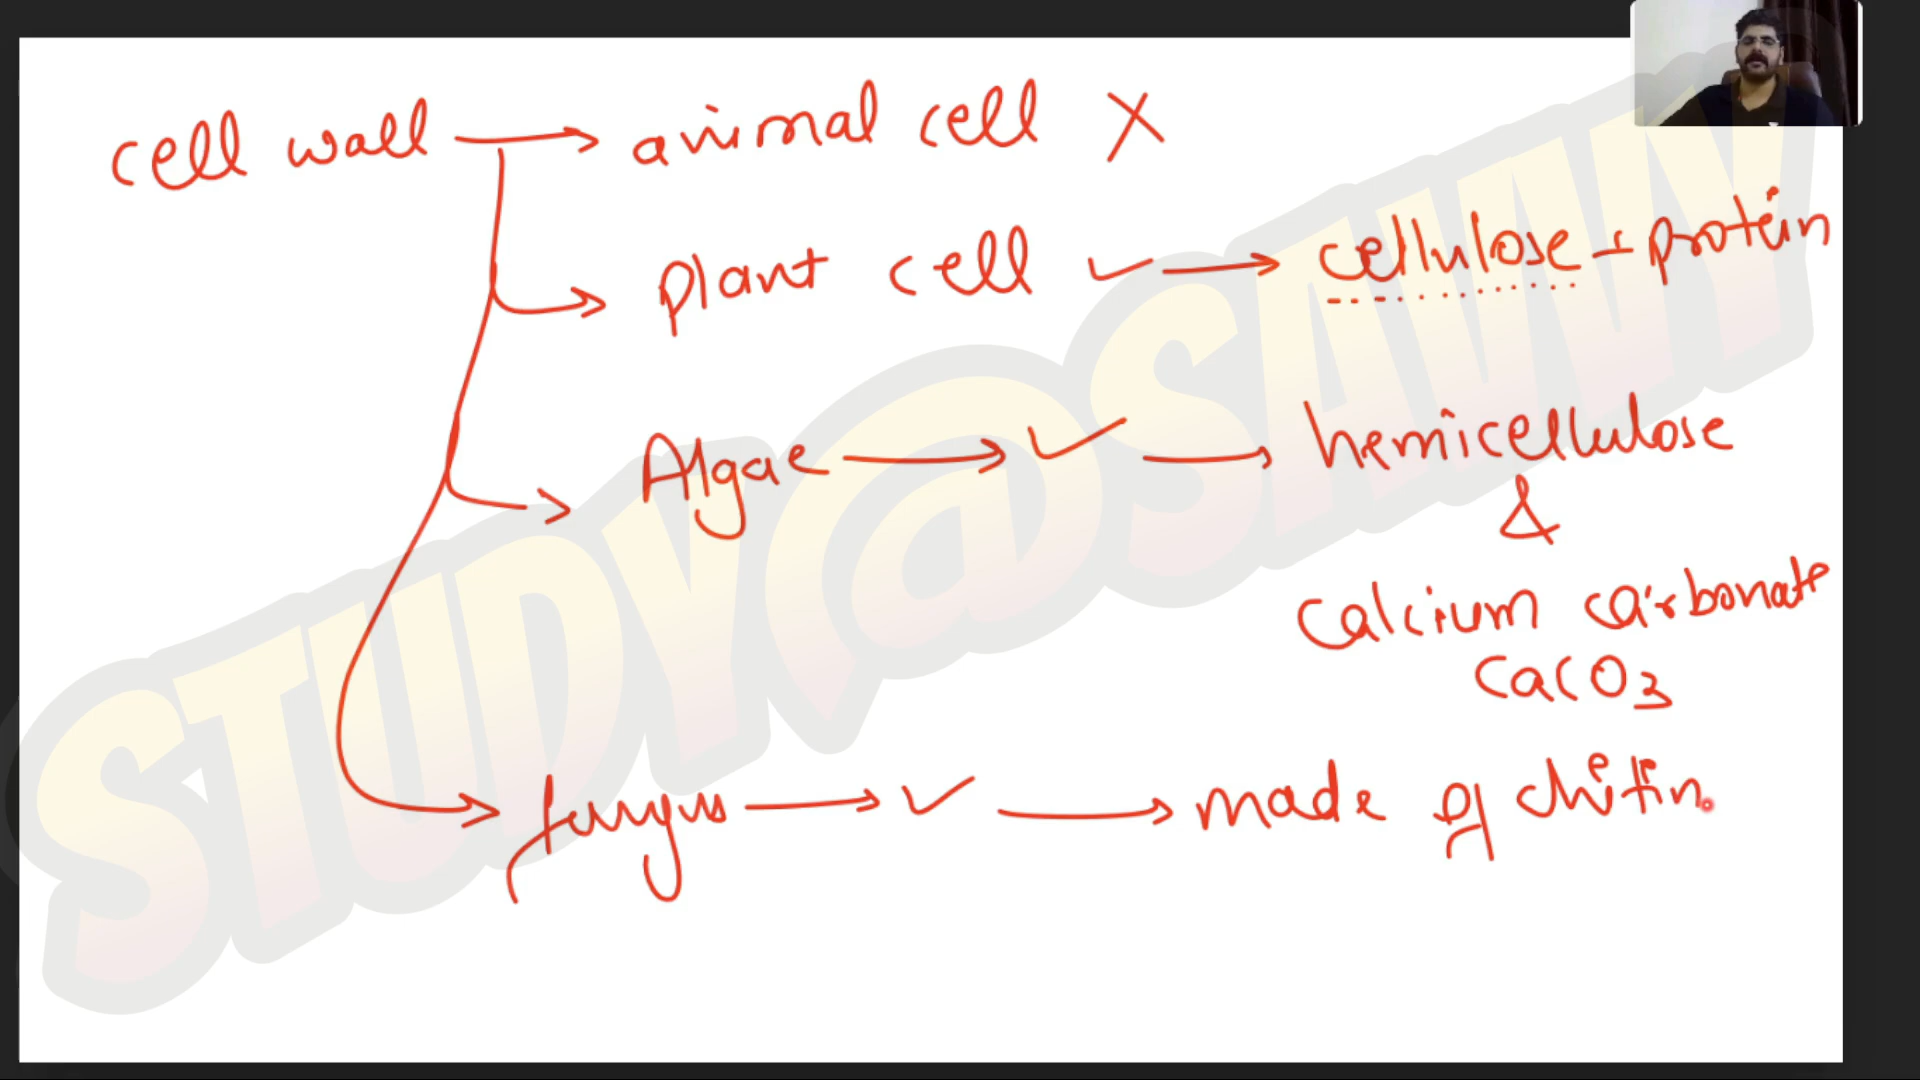 cell wall → animal cell X
plant cell ✓ → cellulose + protein
Algae → ✓ → hemicellulose
&
Calcium carbonate
CaCO3
fungus → ✓ → made of chitin
STUDY@SAVVY